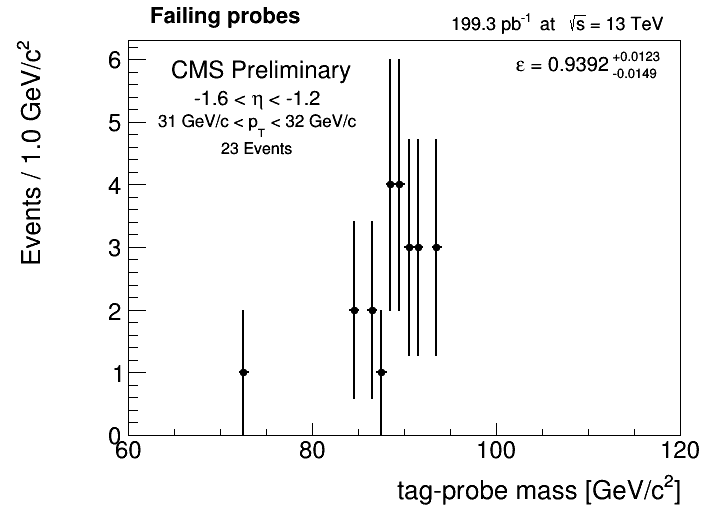 Failing probes
199.3 pb⁻¹ at √s = 13 TeV
CMS Preliminary
-1.6 < η < -1.2
31 GeV/c < p_T < 32 GeV/c
23 Events
ε = 0.9392 +0.0123 -0.0149
Events / 1.0 GeV/c²
6
5
4
3
2
1
0
60 80 100 120
tag-probe mass [GeV/c²]